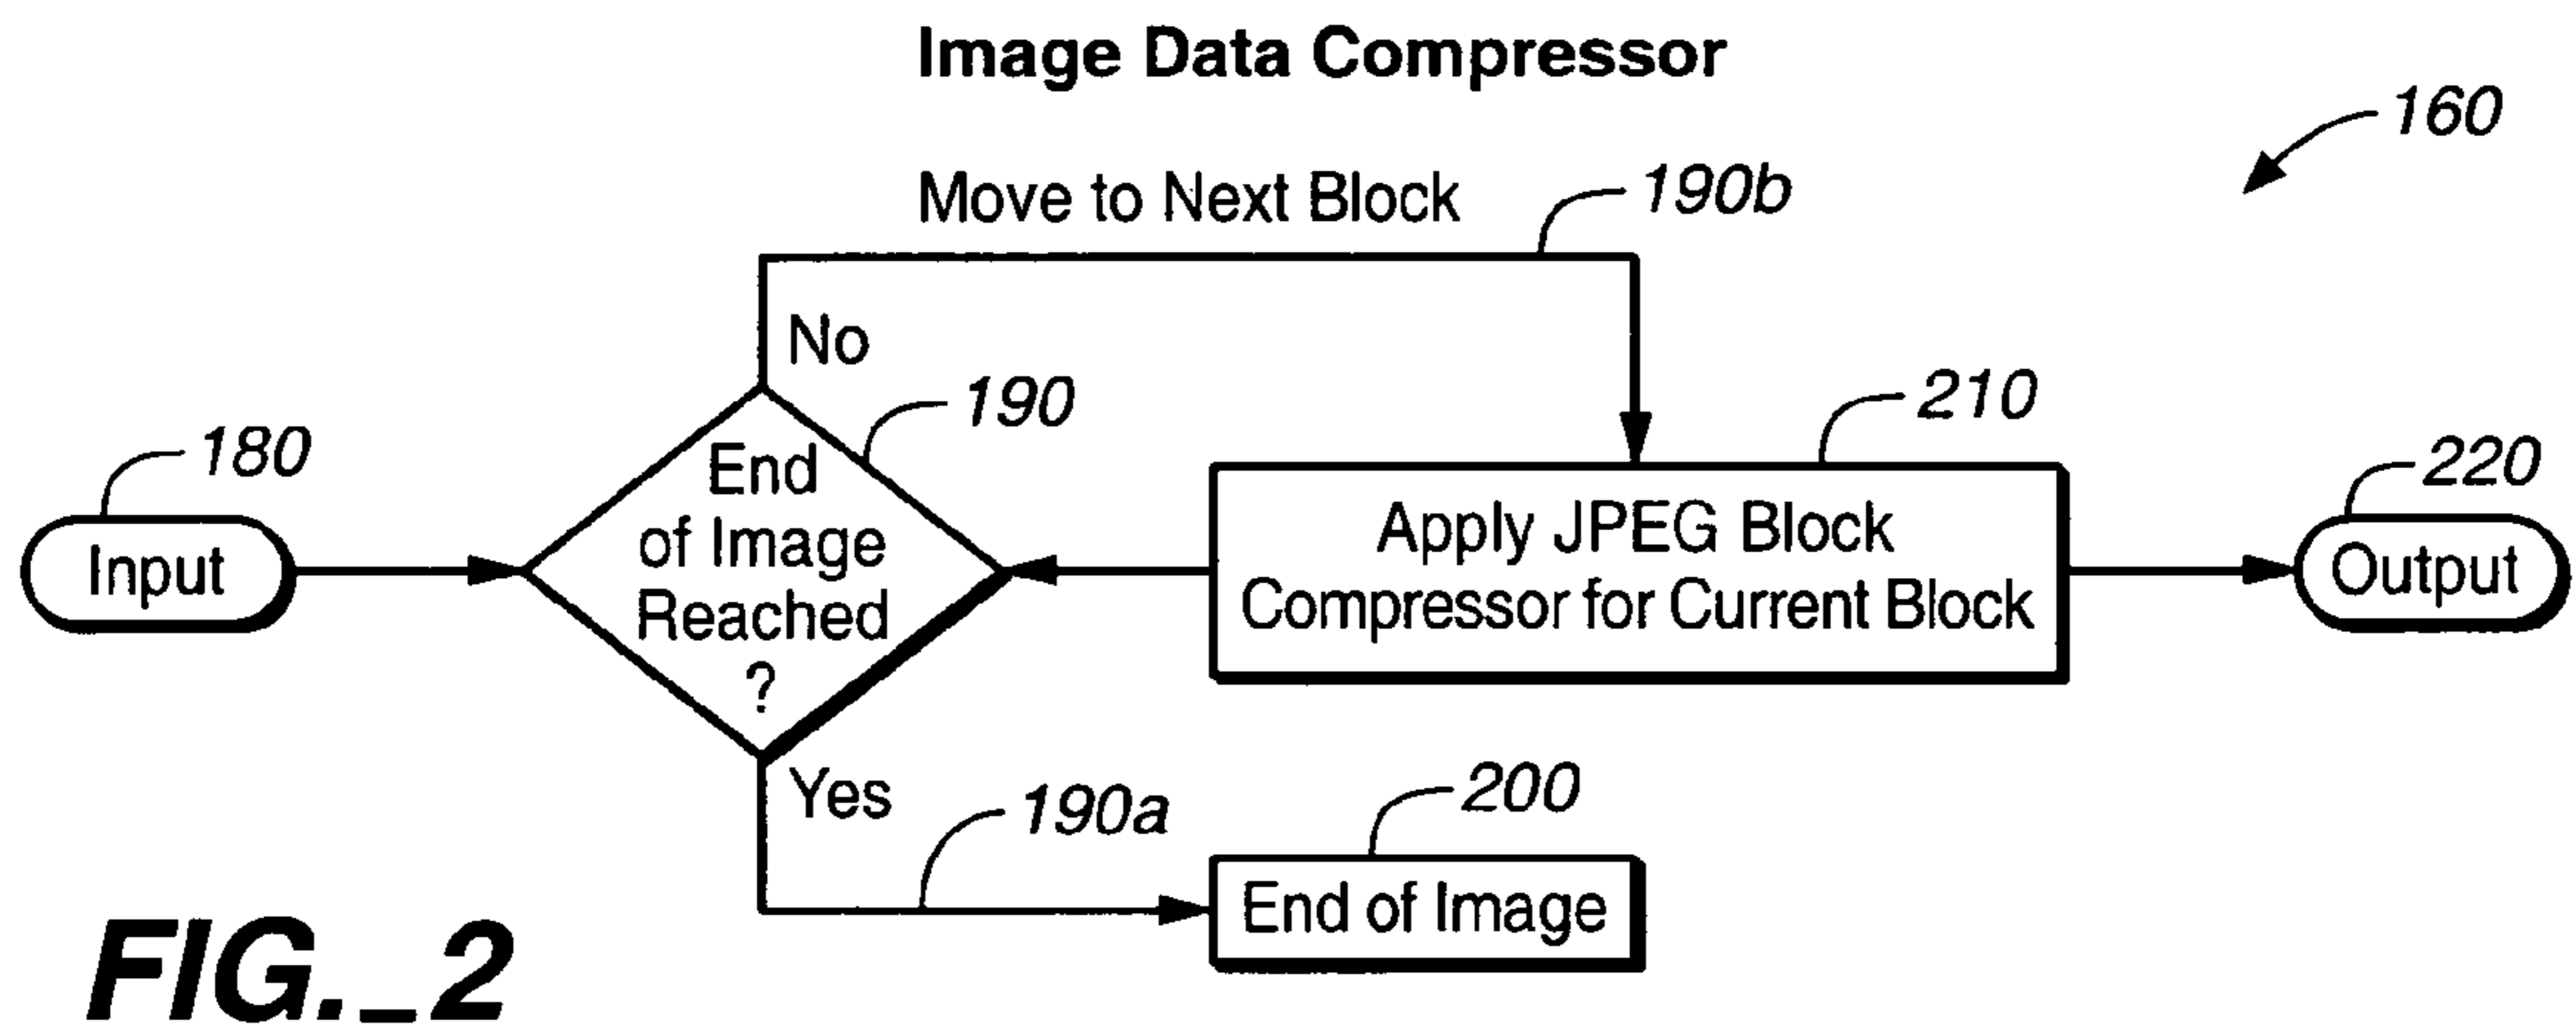 Image Data Compressor
160
Move to Next Block
190b
No
190
210
180
220
End
of Image
Reached
?
Input
Apply JPEG Block
Compressor for Current Block
Output
Yes
190a
200
End of Image
FIG._2